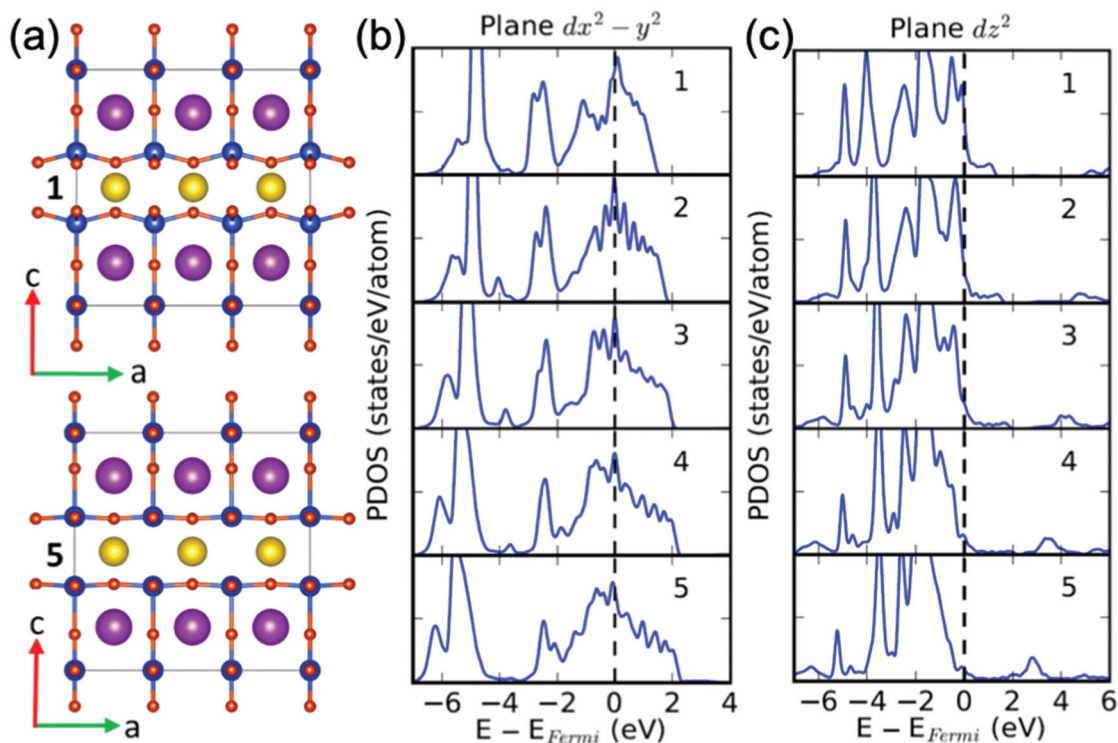 (a)
1
c
a
5
c
a
(b)
Plane dx² − y²
1
2
3
4
5
PDOS (states/eV/atom)
−6 −4 −2 0 2 4
E − E_Fermi (eV)
(c)
Plane dz²
1
2
3
4
5
PDOS (states/eV/atom)
−6 −4 −2 0 2 4 6
E − E_Fermi (eV)